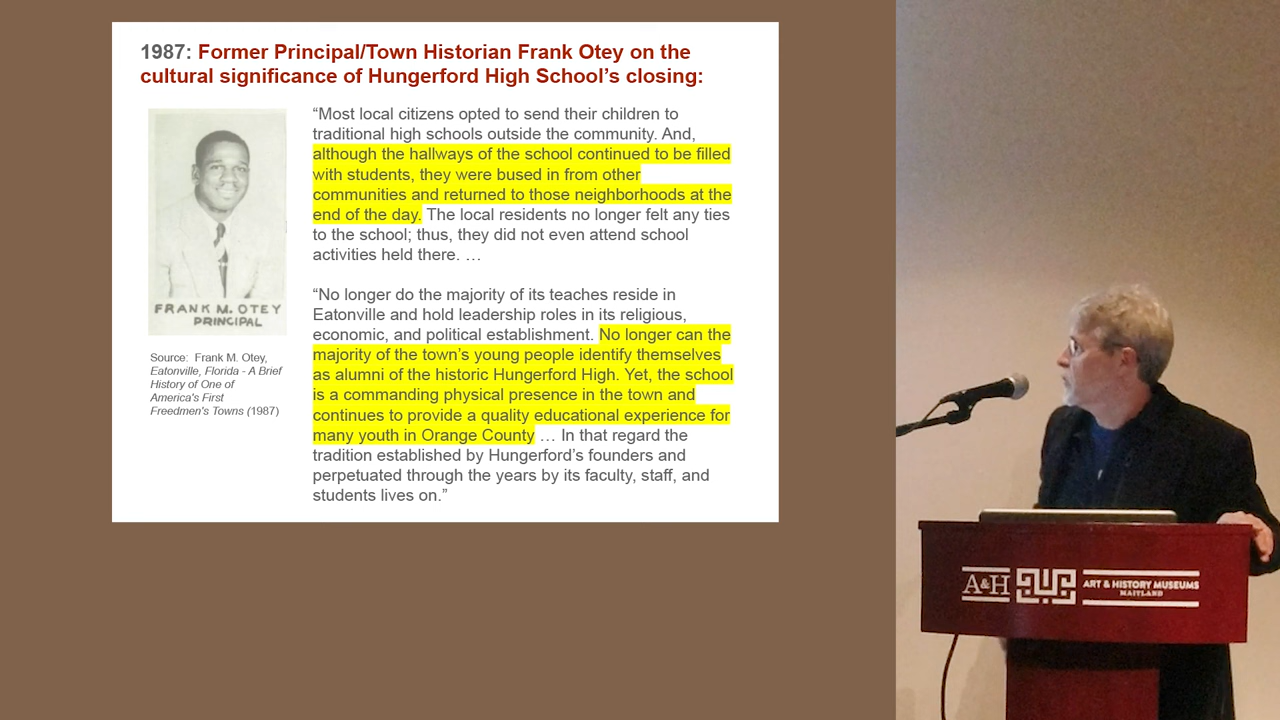 1987: Former Principal/Town Historian Frank Otey on the
cultural significance of Hungerford High School’s closing:
“Most local citizens opted to send their children to
traditional high schools outside the community. And,
although the hallways of the school continued to be filled
with students, they were bused in from other
communities and returned to those neighborhoods at the
end of the day. The local residents no longer felt any ties
to the school; thus, they did not even attend school
activities held there. …
“No longer do the majority of its teaches reside in
Eatonville and hold leadership roles in its religious,
economic, and political establishment. No longer can the
majority of the town’s young people identify themselves
as alumni of the historic Hungerford High. Yet, the school
is a commanding physical presence in the town and
continues to provide a quality educational experience for
many youth in Orange County … In that regard the
tradition established by Hungerford’s founders and
perpetuated through the years by its faculty, staff, and
students lives on.”
FRANK M. OTEY
PRINCIPAL
Source: Frank M. Otey,
Eatonville, Florida - A Brief
History of One of
America's First
Freedmen's Towns (1987)
A&H
ART & HISTORY MUSEUMS
MAITLAND